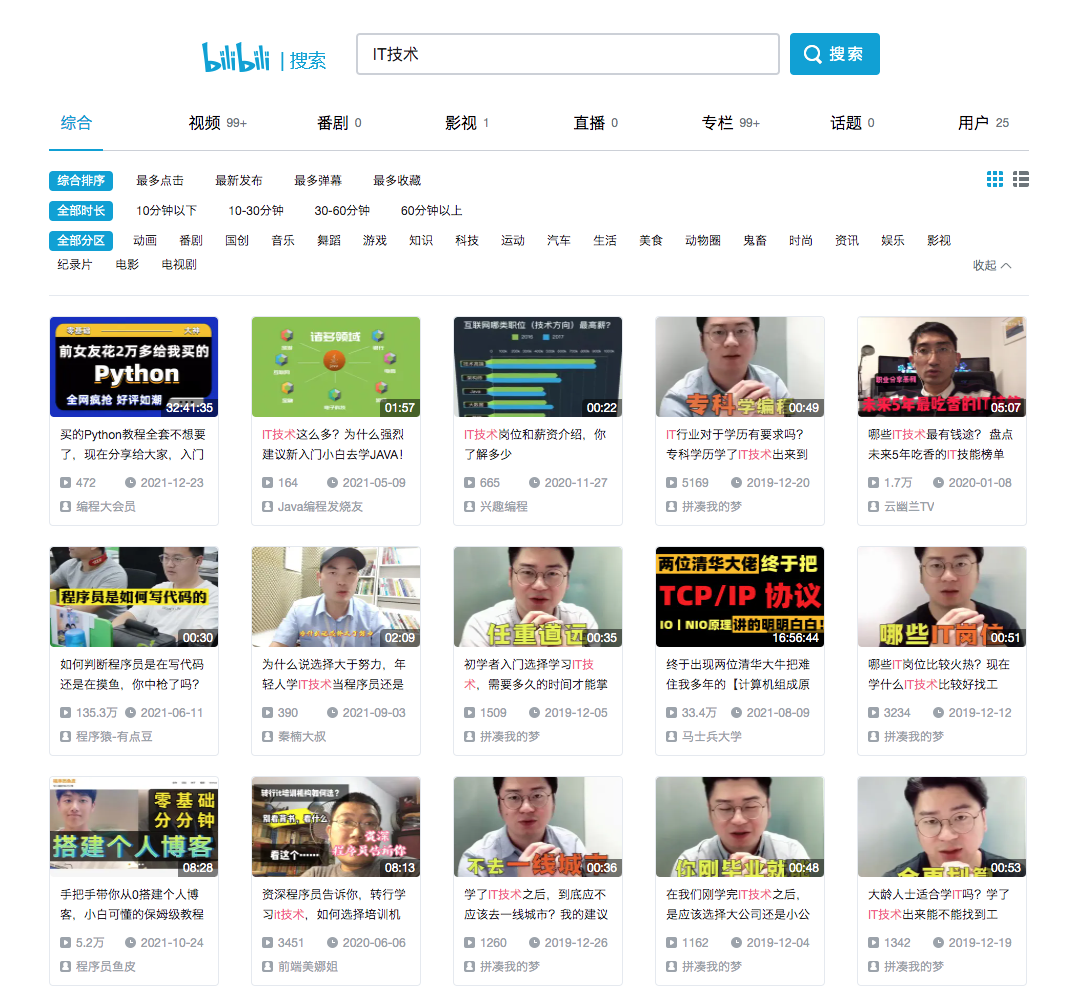 bilibili | 搜索
IT技术
搜索
综合
视频 99+
番剧 0
影视 1
直播 0
专栏 99+
话题 0
用户 25
综合排序 最多点击 最新发布 最多弹幕 最多收藏
全部时长 10分钟以下 10-30分钟 30-60分钟 60分钟以上
全部分区 动画 番剧 国创 音乐 舞蹈 游戏 知识 科技 运动 汽车 生活 美食 动物圈 鬼畜 时尚 资讯 娱乐 影视
纪录片 电影 电视剧 收起
零基础 大神
前女友花2万多给我买的
Python
全网疯抢 好评如潮
32:41:35
买的Python教程全套不想要
了，现在分享给大家，入门
472 2021-12-23
编程大会员
诸多领域
01:57
IT技术这么多？为什么强烈
建议新入门小白去学JAVA！
164 2021-05-09
Java编程发烧友
互联网哪类职位（技术方向）最高薪？
2016 2017
00:22
IT技术岗位和薪资介绍，你
了解多少
665 2020-11-27
兴趣编程
专科学编程
00:49
IT行业对于学历有要求吗？
专科学历学了IT技术出来到
5169 2019-12-20
拼凑我的梦
职业分享系列
未来5年最吃香的IT技能
05:07
哪些IT技术最有钱途？ 盘点
未来5年吃香的IT技能榜单
1.7万 2020-01-08
云幽兰TV
程序员是如何写代码的
00:30
如何判断程序员是在写代码
还是在摸鱼，你中枪了吗？
135.3万 2021-06-11
程序猿-有点豆
02:09
为什么说选择大于努力，年
轻人学IT技术当程序员还是
390 2021-09-03
秦楠大叔
任重道远
00:35
初学者入门选择学习IT技
术，需要多久的时间才能掌
1509 2019-12-05
拼凑我的梦
两位清华大佬终于把
TCP/IP 协议
IO | NIO原理讲的明明白白！
16:56:44
终于出现两位清华大牛把难
住我多年的【计算机组成原
33.4万 2021-08-09
马士兵大学
哪些IT岗位
00:51
哪些IT岗位比较火热？现在
学什么IT技术比较好找工
3234 2019-12-12
拼凑我的梦
零基础
分分钟
搭建个人博客
08:28
手把手带你从0搭建个人博
客，小白可懂的保姆级教程
5.2万 2021-10-24
程序员鱼皮
转行it培训机构何选？
别看背书，看什么
看这个……
资深
程序员告诉你
08:13
资深程序员告诉你，转行学
习it技术，如何选择培训机
3451 2020-06-06
前端美娜姐
不去一线城市
00:36
学了IT技术之后，到底应不
应该去一线城市？我的建议
1260 2019-12-26
拼凑我的梦
你刚毕业就
00:48
在我们刚学完IT技术之后，
是应该选择大公司还是小公
1162 2019-12-04
拼凑我的梦
00:53
大龄人士适合学IT吗？学了
IT技术出来能不能找到工
1342 2019-12-19
拼凑我的梦